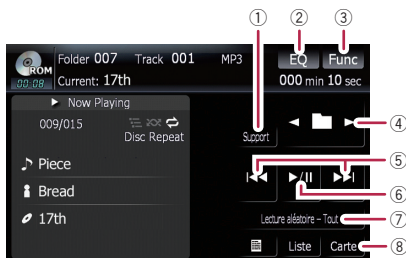 ① ② ③
Folder 007 Track 001 MP3 EQ Func
ROM
00-08 Current: 17th 000 min 10 sec
Now Playing
009/015
Disc Repeat
Support
④
⑤
Piece
⑥
Bread
17th
Lecture aléatoire – Tout ⑦
Liste Carte ⑧